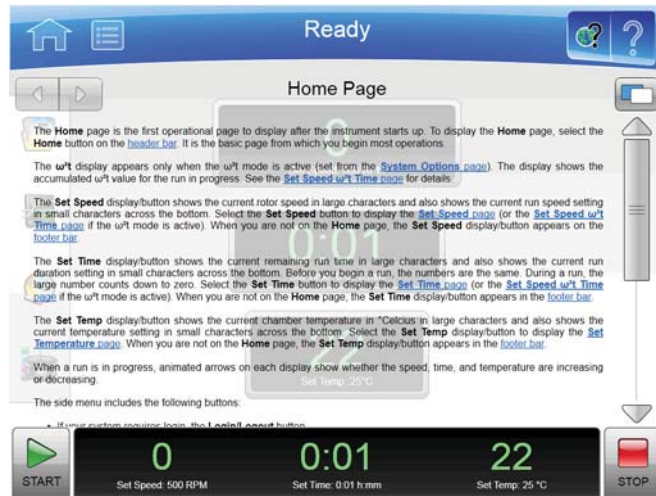 Ready
Home Page
The Home page is the first operational page to display after the instrument starts up. To display the Home page, select the
Home button on the header bar. It is the basic page from which you begin most operations.
The ω²t display appears only when the ω²t mode is active (set from the System Options page). The display shows the
accumulated ω²t value for the run in progress. See the Set Speed ω²t Time page for details.
The Set Speed display/button shows the current rotor speed in large characters and also shows the current run speed setting
in small characters across the bottom. Select the Set Speed button to display the Set Speed page (or the Set Speed ω²t
Time page if the ω²t mode is active). When you are not on the Home page, the Set Speed display/button appears on the
footer bar.
The Set Time display/button shows the current remaining run time in large characters and also shows the current run
duration setting in small characters across the bottom. Before you begin a run, the numbers are the same. During a run, the
large number counts down to zero. Select the Set Time button to display the Set Time page (or the Set Speed ω²t Time
page if the ω²t mode is active). When you are not on the Home page, the Set Time display/button appears in the footer bar.
The Set Temp display/button shows the current chamber temperature in °Celcius in large characters and also shows the
current temperature setting in small characters across the bottom. Select the Set Temp display/button to display the Set
Temperature page. When you are not on the Home page, the Set Temp display/button appears in the footer bar.
When a run is in progress, animated arrows on each display show whether the speed, time, and temperature are increasing
or decreasing.
The side menu includes the following buttons:
• If your system requires login, the Login/Logout button
0
0:01
22
Set Temp: 25°C
START
0
Set Speed: 500 RPM
0:01
Set Time: 0:01 h:mm
22
Set Temp: 25 °C
STOP